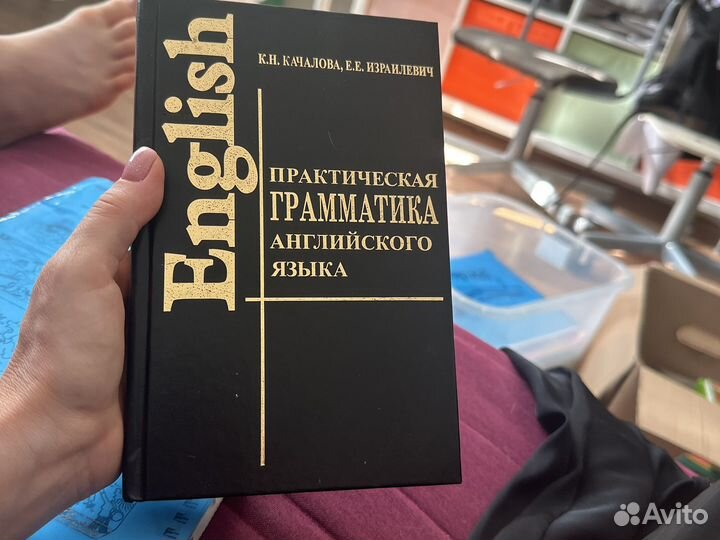 English
К.Н. КАЧАЛОВА, Е.Е. ИЗРАИЛЕВИЧ
ПРАКТИЧЕСКАЯ
ГРАММАТИКА
АНГЛИЙСКОГО
ЯЗЫКА
Avito